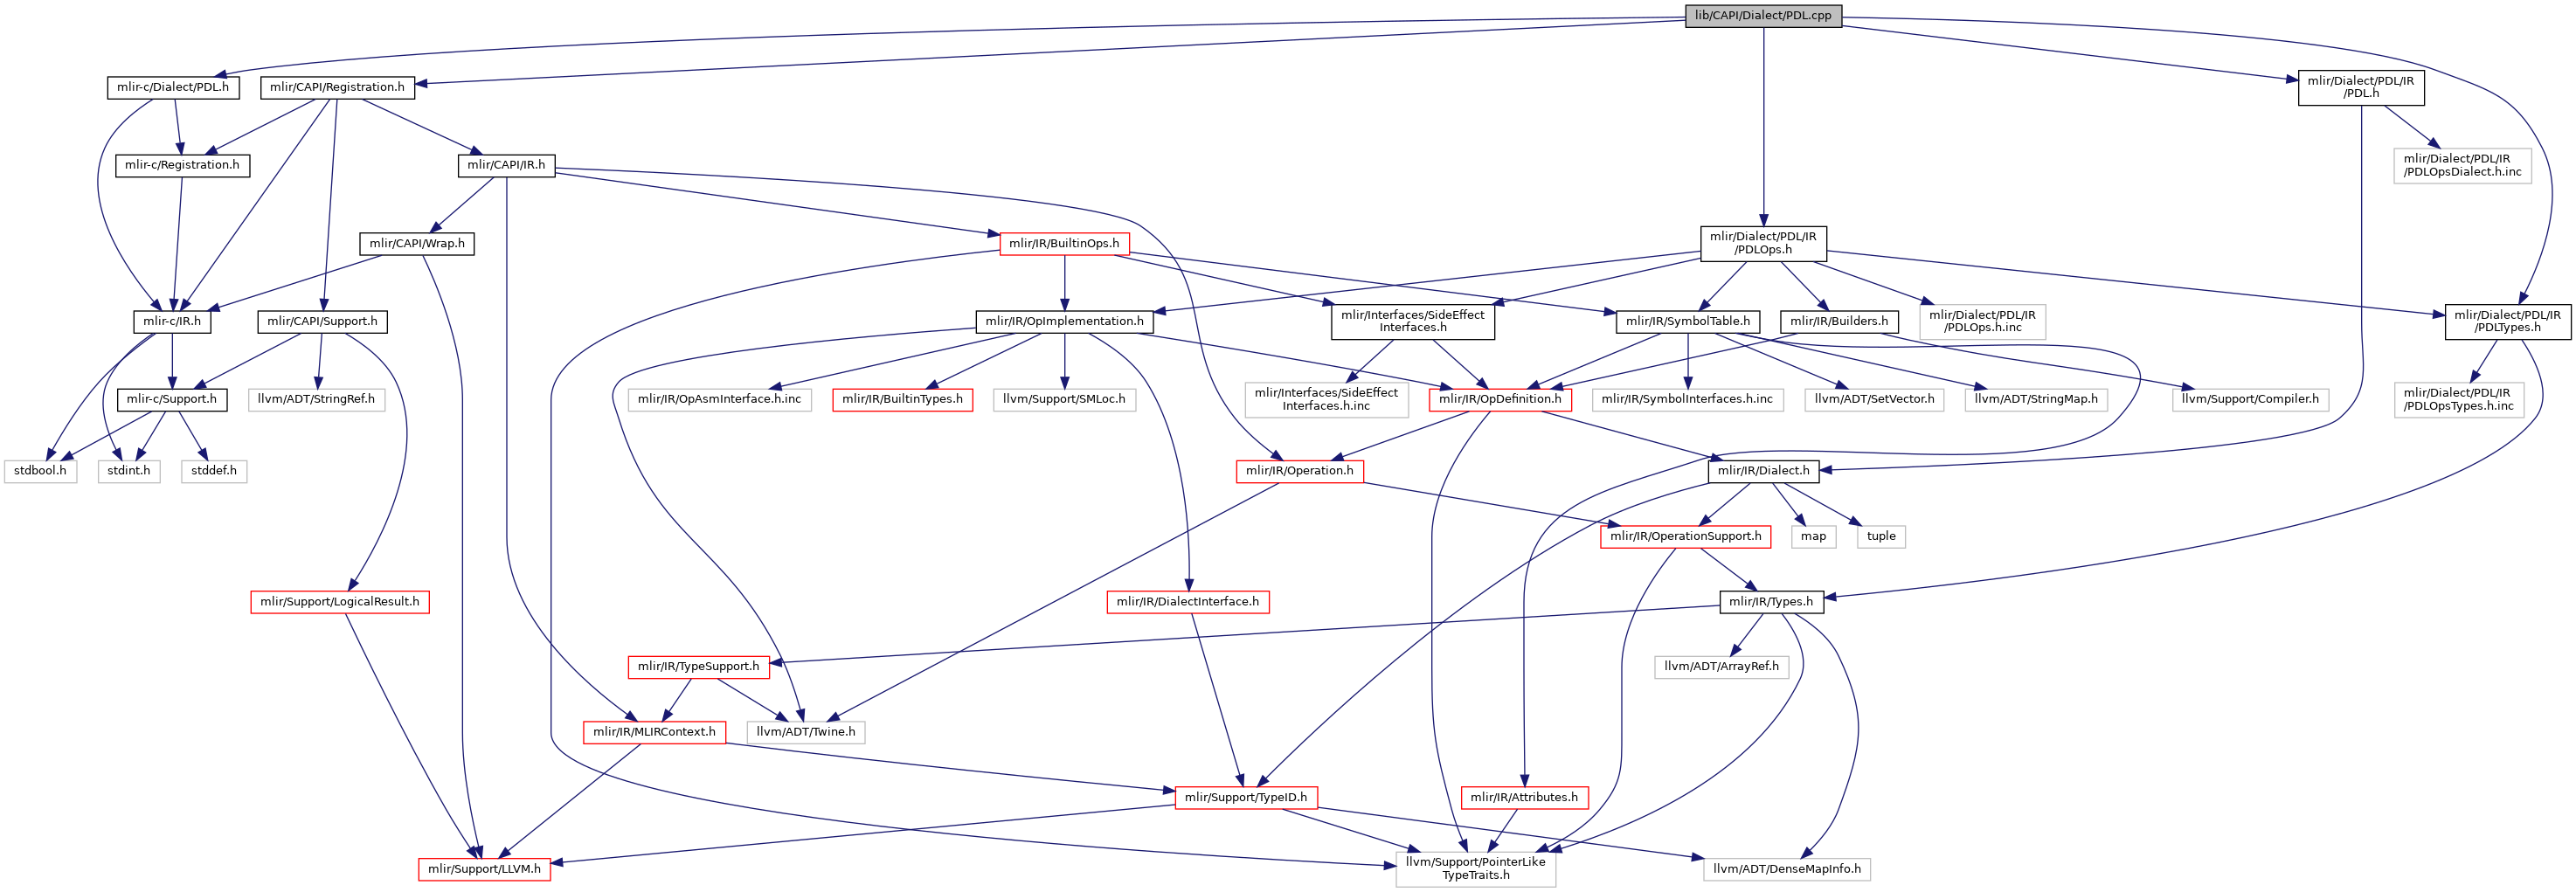 lib/CAPI/Dialect/PDL.cpp
mlir-c/Dialect/PDL.h
mlir/CAPI/Registration.h
mlir/Dialect/PDL/IR
/PDL.h
mlir-c/Registration.h
mlir/CAPI/IR.h
mlir/Dialect/PDL/IR
/PDLOpsDialect.h.inc
mlir/CAPI/Wrap.h
mlir/IR/BuiltinOps.h
mlir/Dialect/PDL/IR
/PDLOps.h
mlir-c/IR.h
mlir/CAPI/Support.h
mlir/IR/OpImplementation.h
mlir/Interfaces/SideEffect
Interfaces.h
mlir/IR/SymbolTable.h
mlir/IR/Builders.h
mlir/Dialect/PDL/IR
/PDLOps.h.inc
mlir/Dialect/PDL/IR
/PDLTypes.h
mlir-c/Support.h
llvm/ADT/StringRef.h
mlir/IR/OpAsmInterface.h.inc
mlir/IR/BuiltinTypes.h
llvm/Support/SMLoc.h
mlir/Interfaces/SideEffect
Interfaces.h.inc
mlir/IR/OpDefinition.h
mlir/IR/SymbolInterfaces.h.inc
llvm/ADT/SetVector.h
llvm/ADT/StringMap.h
llvm/Support/Compiler.h
mlir/Dialect/PDL/IR
/PDLOpsTypes.h.inc
stdbool.h
stdint.h
stddef.h
mlir/IR/Operation.h
mlir/IR/Dialect.h
mlir/IR/OperationSupport.h
map
tuple
mlir/Support/LogicalResult.h
mlir/IR/DialectInterface.h
mlir/IR/Types.h
mlir/IR/TypeSupport.h
llvm/ADT/ArrayRef.h
mlir/IR/MLIRContext.h
llvm/ADT/Twine.h
mlir/Support/TypeID.h
mlir/IR/Attributes.h
mlir/Support/LLVM.h
llvm/Support/PointerLike
TypeTraits.h
llvm/ADT/DenseMapInfo.h